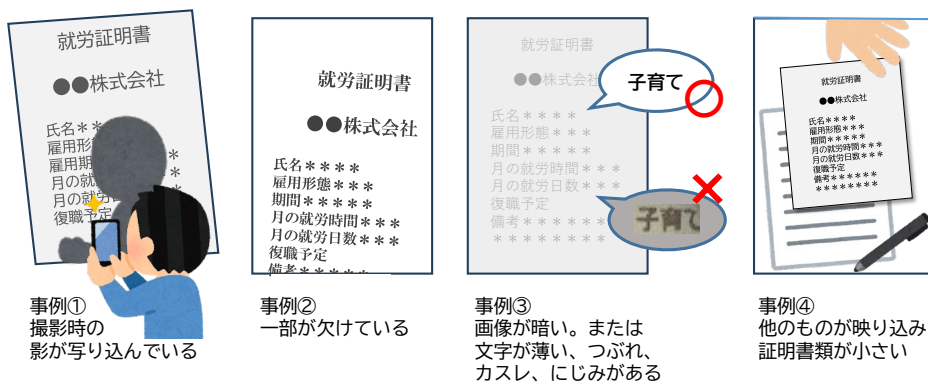 就労証明書
●●株式会社
氏名＊＊
雇用形
雇用期
月の就
月の就労
復職予定
事例①
撮影時の
影が写り込んでいる
就労証明書
●●株式会社
氏名＊＊＊＊
雇用形態＊＊＊
期間＊＊＊＊＊
月の就労時間＊＊＊
月の就労日数＊＊＊
復職予定
備考＊＊＊＊＊
事例②
一部が欠けている
就労証明書
●●株式会社
氏名＊＊＊＊
雇用形態＊＊＊
期間＊＊＊＊＊
月の就労時間＊＊＊
月の就労日数＊＊＊
復職予定
備考＊＊＊＊＊＊
＊＊＊＊＊＊＊＊
子育て
子育て
事例③
画像が暗い。または
文字が薄い、つぶれ、
カスレ、にじみがある
就労証明書
●●株式会社
氏名＊＊＊＊
雇用形態＊＊＊
期間＊＊＊＊＊
月の就労時間＊＊＊
月の就労日数＊＊＊
復職予定
備考＊＊＊＊＊＊
＊＊＊＊＊＊＊＊
事例④
他のものが映り込み
証明書類が小さい